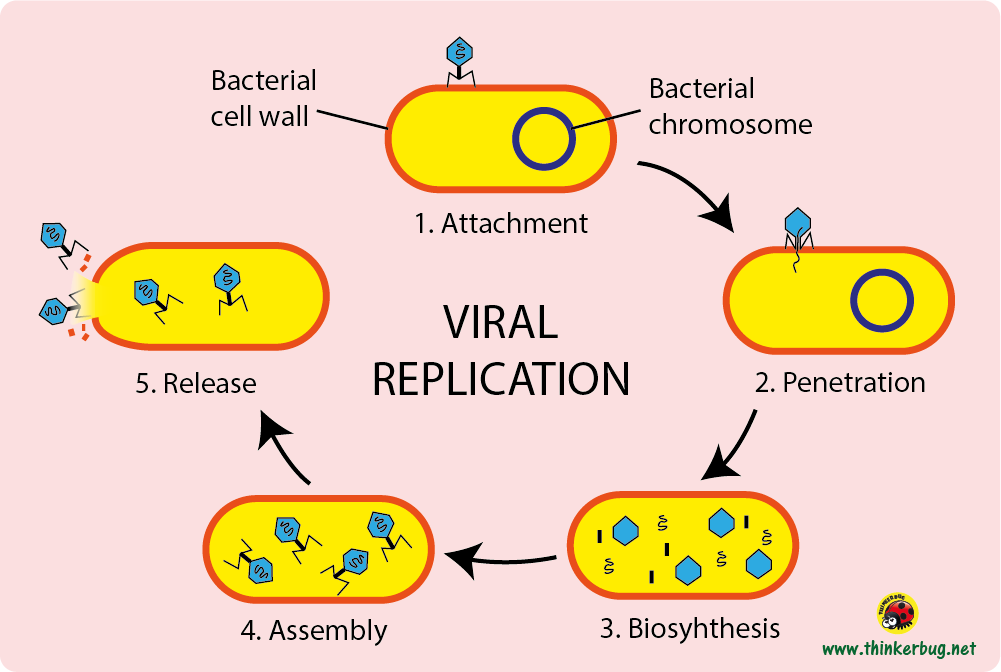 Bacterial
cell wall
Bacterial
chromosome
1. Attachment
2. Penetration
VIRAL
REPLICATION
5. Release
4. Assembly
3. Biosyhthesis
THINKERBUG
www.thinkerbug.net